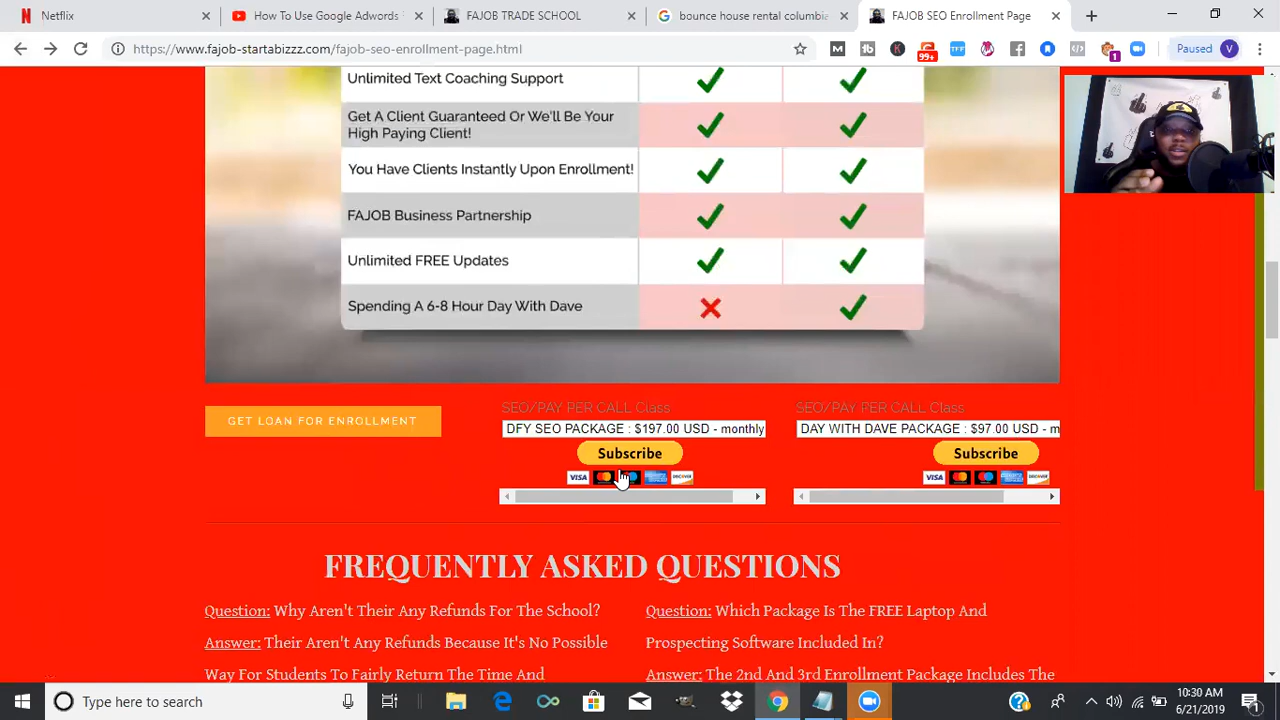 Netflix
How To Use Google Adwords
FAJOB TRADE SCHOOL
bounce house rental columbia
FAJOB SEO Enrollment Page
https://www.fajob-startabizzz.com/fajob-seo-enrollment-page.html
99+
TFF
1
Paused
V
Unlimited Text Coaching Support
Get A Client Guaranteed Or We'll Be Your
High Paying Client!
You Have Clients Instantly Upon Enrollment!
FAJOB Business Partnership
Unlimited FREE Updates
Spending A 6-8 Hour Day With Dave
GET LOAN FOR ENROLLMENT
SEO/PAY PER CALL Class
DFY SEO PACKAGE : $197.00 USD - monthly
Subscribe
VISA
DISCOVER
SEO/PAY PER CALL Class
DAY WITH DAVE PACKAGE : $97.00 USD - m
Subscribe
VISA
DISCOVER
FREQUENTLY ASKED QUESTIONS
Question: Why Aren't Their Any Refunds For The School?
Answer: Their Aren't Any Refunds Because It's No Possible
Way For Students To Fairly Return The Time And
Question: Which Package Is The FREE Laptop And
Prospecting Software Included In?
Answer: The 2nd And 3rd Enrollment Package Includes The
Type here to search
10:30 AM
6/21/2019